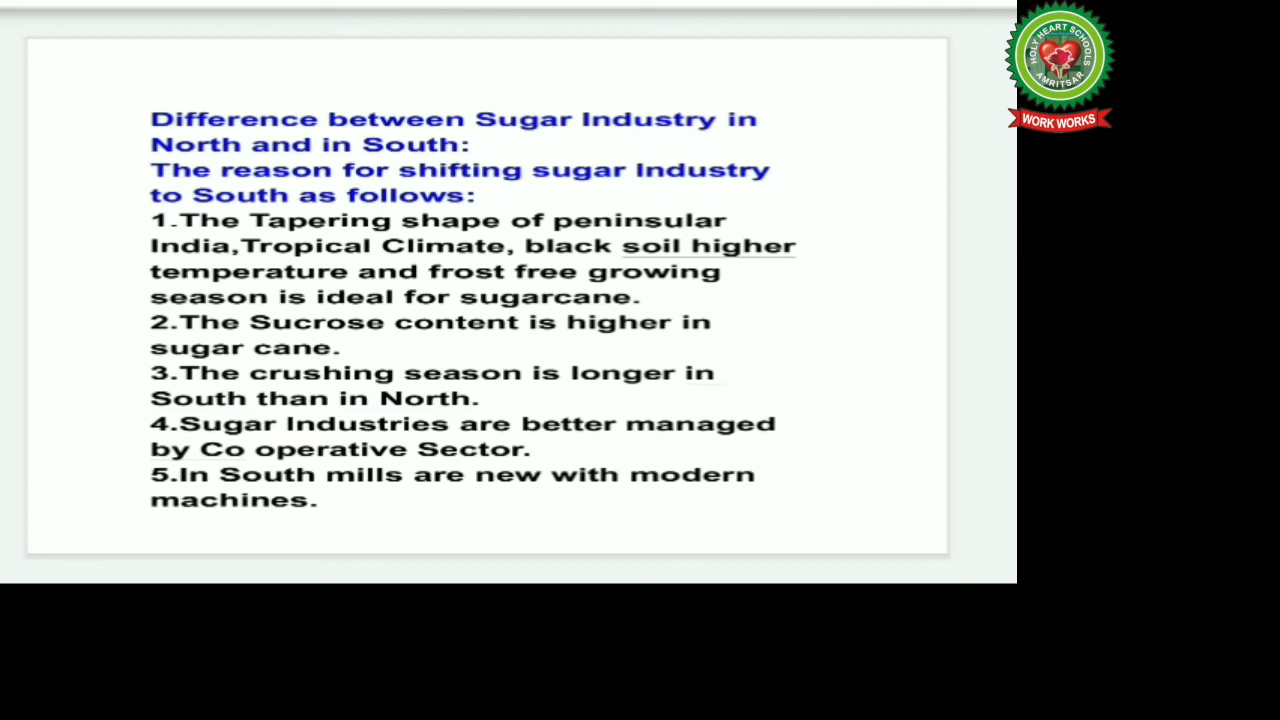 Difference between Sugar Industry in
North and in South:
The reason for shifting sugar Industry
to South as follows:
1.The Tapering shape of peninsular
India,Tropical Climate, black soil higher
temperature and frost free growing
season is ideal for sugarcane.
2.The Sucrose content is higher in
sugar cane.
3.The crushing season is longer in
South than in North.
4.Sugar Industries are better managed
by Co operative Sector.
5.In South mills are new with modern
machines.
HOLY HEART SCHOOLS
AMRITSAR
WORK WORKS